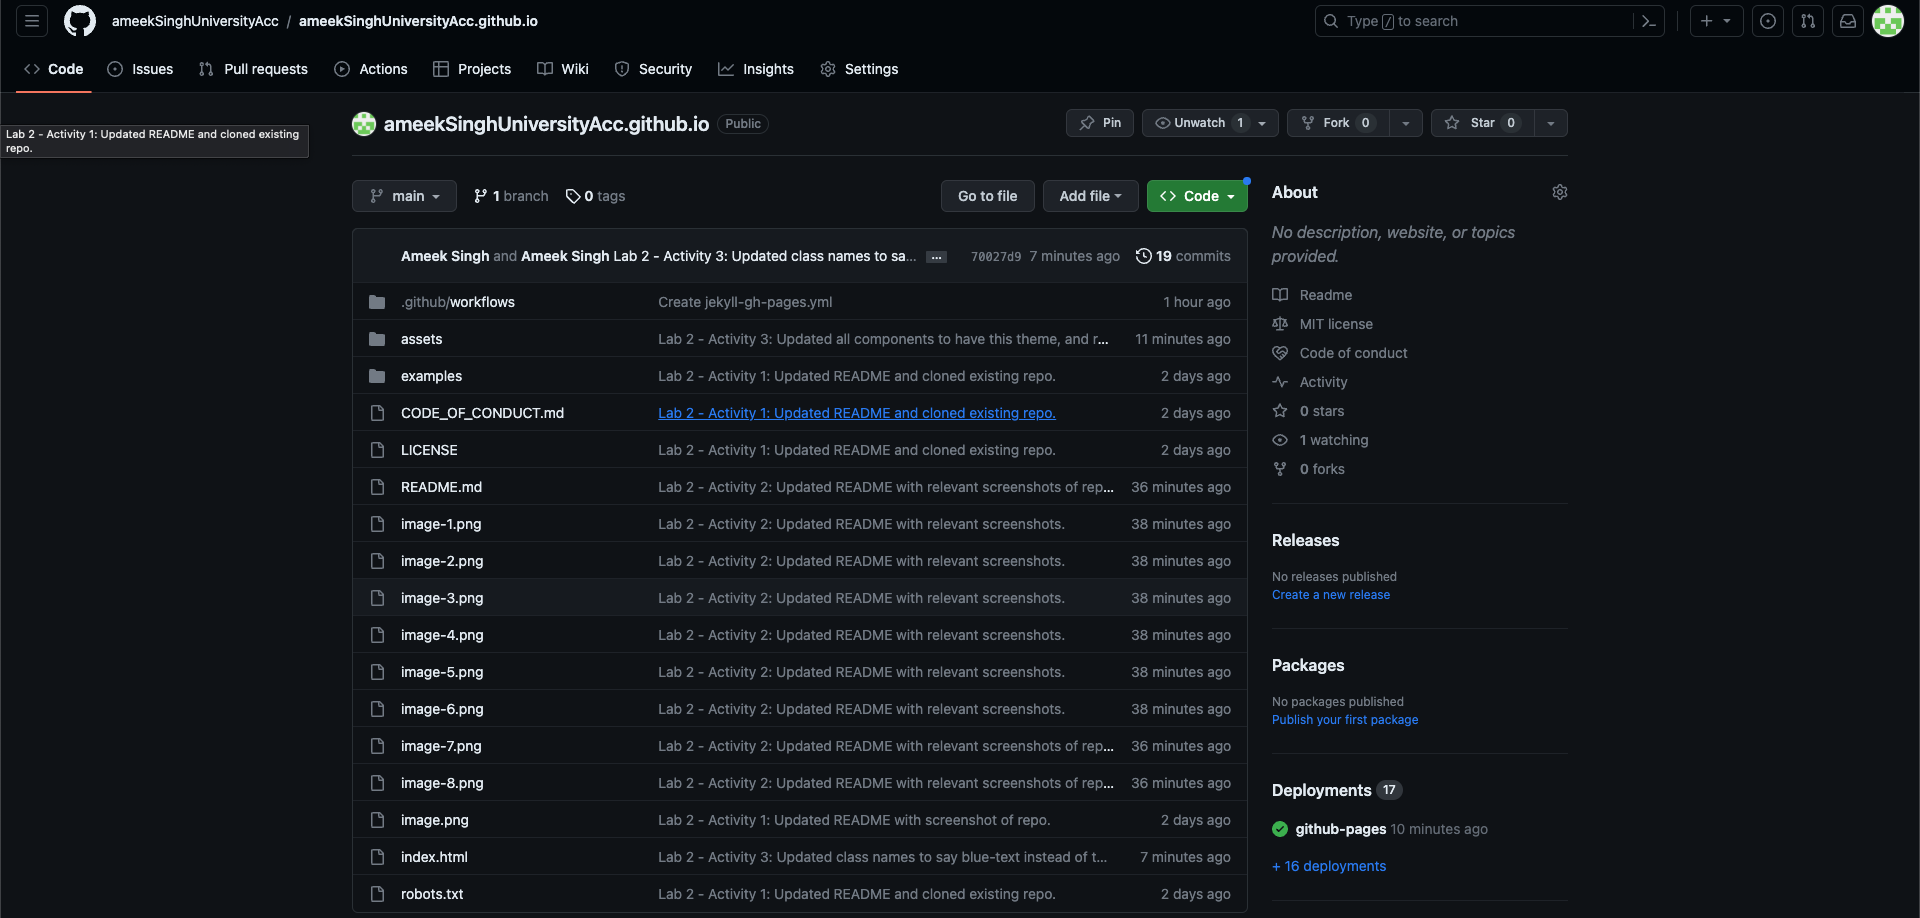 ameekSinghUniversityAcc / ameekSinghUniversityAcc.github.io
Type / to search
Code
Issues
Pull requests
Actions
Projects
Wiki
Security
Insights
Settings
Lab 2 - Activity 1: Updated README and cloned existing
repo.
ameekSinghUniversityAcc.github.io Public
Pin
Unwatch 1
Fork 0
Star 0
main
1 branch
0 tags
Go to file
Add file
Code
Ameek Singh and Ameek Singh Lab 2 - Activity 3: Updated class names to sa... ... 70027d9 7 minutes ago 19 commits
.github/workflows Create jekyll-gh-pages.yml 1 hour ago
assets Lab 2 - Activity 3: Updated all components to have this theme, and r... 11 minutes ago
examples Lab 2 - Activity 1: Updated README and cloned existing repo. 2 days ago
CODE_OF_CONDUCT.md Lab 2 - Activity 1: Updated README and cloned existing repo. 2 days ago
LICENSE Lab 2 - Activity 1: Updated README and cloned existing repo. 2 days ago
README.md Lab 2 - Activity 2: Updated README with relevant screenshots of rep... 36 minutes ago
image-1.png Lab 2 - Activity 2: Updated README with relevant screenshots. 38 minutes ago
image-2.png Lab 2 - Activity 2: Updated README with relevant screenshots. 38 minutes ago
image-3.png Lab 2 - Activity 2: Updated README with relevant screenshots. 38 minutes ago
image-4.png Lab 2 - Activity 2: Updated README with relevant screenshots. 38 minutes ago
image-5.png Lab 2 - Activity 2: Updated README with relevant screenshots. 38 minutes ago
image-6.png Lab 2 - Activity 2: Updated README with relevant screenshots. 38 minutes ago
image-7.png Lab 2 - Activity 2: Updated README with relevant screenshots of rep... 36 minutes ago
image-8.png Lab 2 - Activity 2: Updated README with relevant screenshots of rep... 36 minutes ago
image.png Lab 2 - Activity 1: Updated README with screenshot of repo. 2 days ago
index.html Lab 2 - Activity 3: Updated class names to say blue-text instead of t... 7 minutes ago
robots.txt Lab 2 - Activity 1: Updated README and cloned existing repo. 2 days ago
About
No description, website, or topics
provided.
Readme
MIT license
Code of conduct
Activity
0 stars
1 watching
0 forks
Releases
No releases published
Create a new release
Packages
No packages published
Publish your first package
Deployments 17
github-pages 10 minutes ago
+ 16 deployments